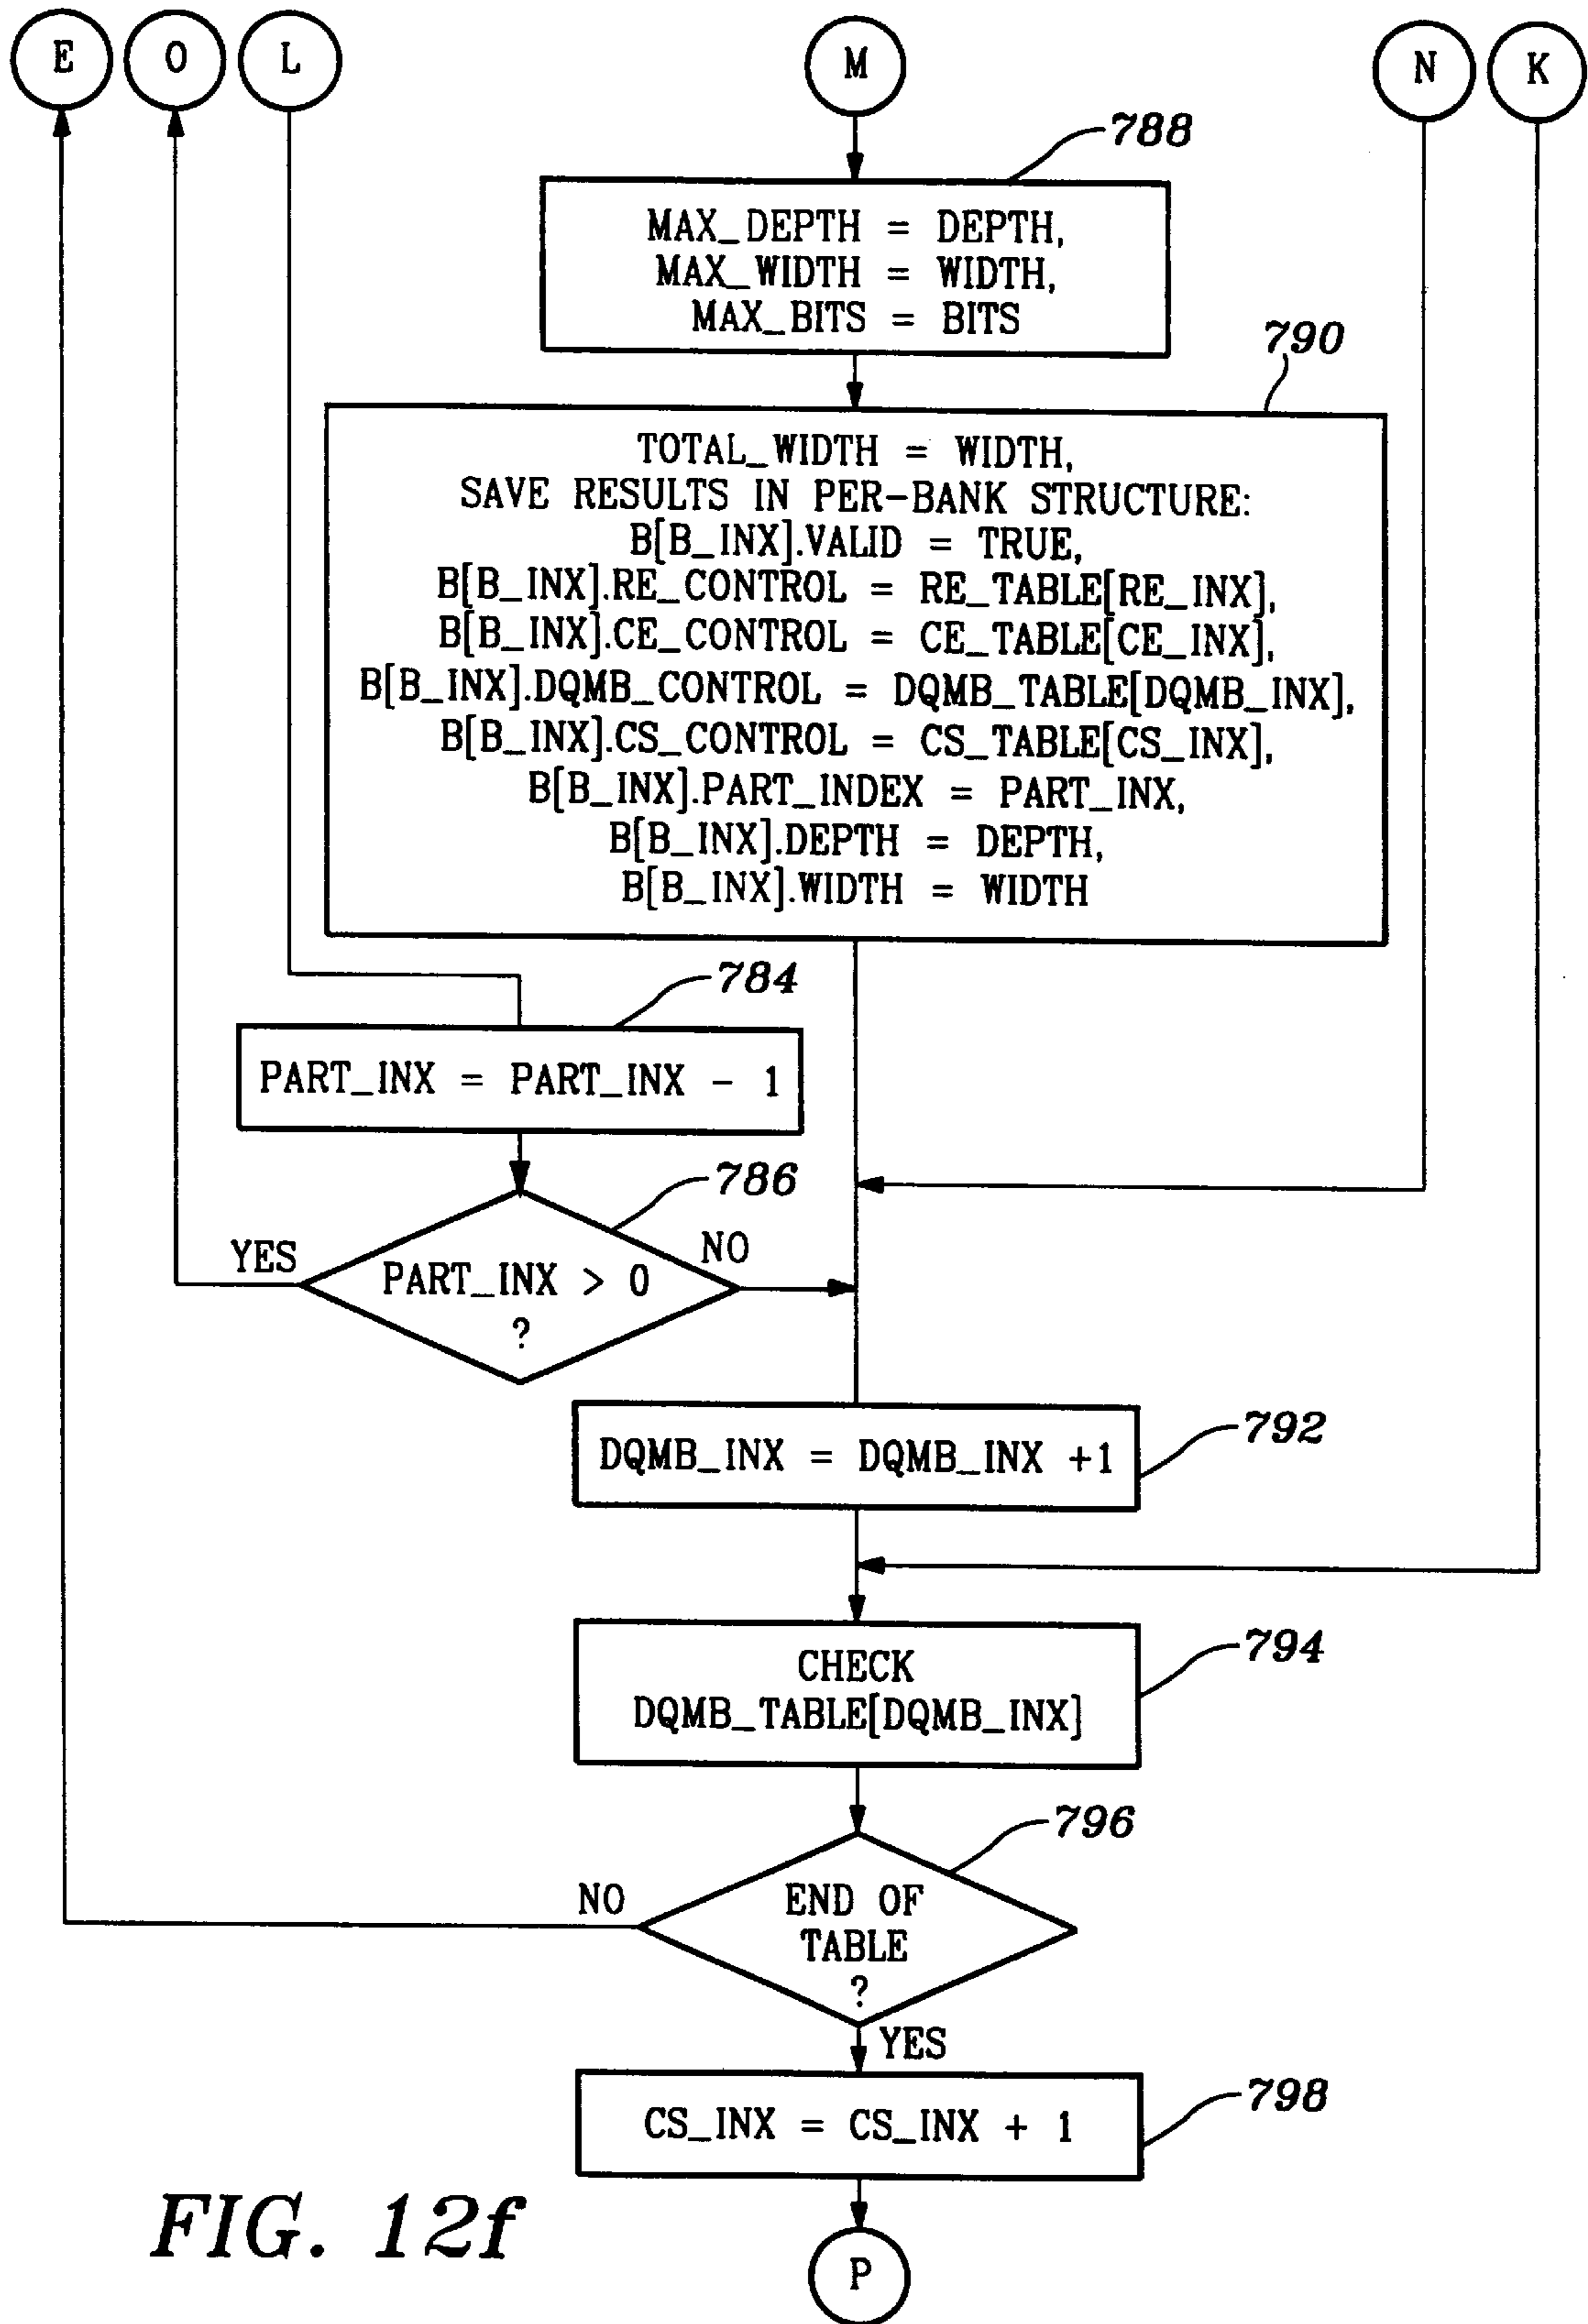 E O L M N K
788
MAX_DEPTH = DEPTH,
MAX_WIDTH = WIDTH,
MAX_BITS = BITS
790
TOTAL_WIDTH = WIDTH,
SAVE RESULTS IN PER-BANK STRUCTURE:
B[B_INX].VALID = TRUE,
B[B_INX].RE_CONTROL = RE_TABLE[RE_INX],
B[B_INX].CE_CONTROL = CE_TABLE[CE_INX],
B[B_INX].DQMB_CONTROL = DQMB_TABLE[DQMB_INX],
B[B_INX].CS_CONTROL = CS_TABLE[CS_INX],
B[B_INX].PART_INDEX = PART_INX,
B[B_INX].DEPTH = DEPTH,
B[B_INX].WIDTH = WIDTH
784
PART_INX = PART_INX - 1
786
YES
NO
PART_INX > 0
?
792
DQMB_INX = DQMB_INX +1
794
CHECK
DQMB_TABLE[DQMB_INX]
796
NO
END OF
TABLE
?
YES
798
CS_INX = CS_INX + 1
P
FIG. 12f